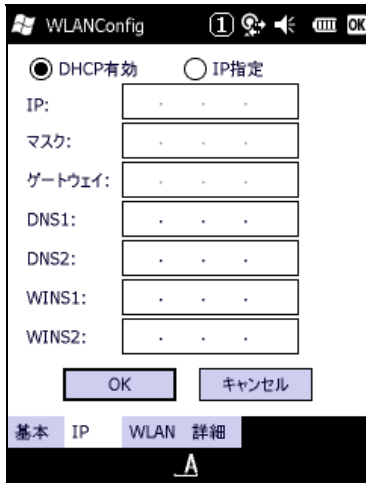 WLANConfig 1 OK
DHCP有効 IP指定
IP:
マスク:
ゲートウェイ:
DNS1:
DNS2:
WINS1:
WINS2:
OK キャンセル
基本 IP WLAN 詳細
A